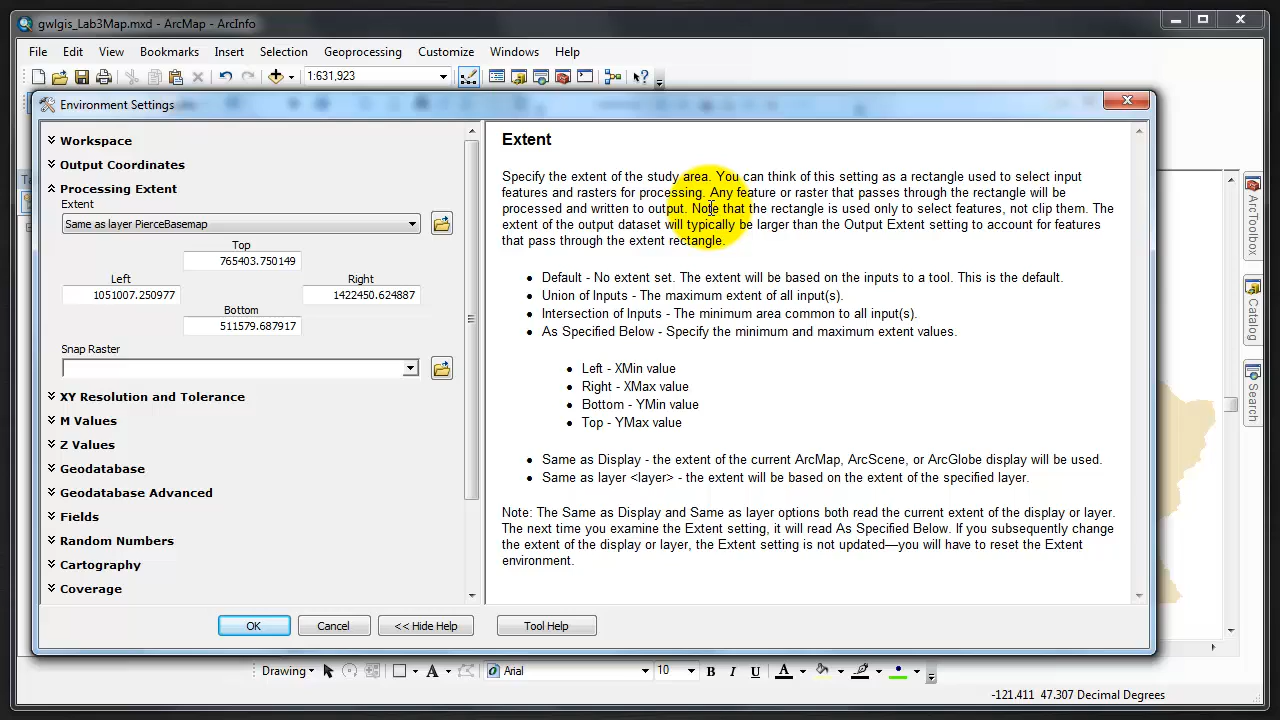 gwlgis_Lab3Map.mxd - ArcMap - ArcInfo
File Edit View Bookmarks Insert Selection Geoprocessing Customize Windows Help
1:631,923
Environment Settings
Workspace
Output Coordinates
Processing Extent
Extent
Same as layer PierceBasemap
Top
765403.750149
Left Right
1051007.250977 1422450.624887
Bottom
511579.687917
Snap Raster
XY Resolution and Tolerance
M Values
Z Values
Geodatabase
Geodatabase Advanced
Fields
Random Numbers
Cartography
Coverage
Extent
Specify the extent of the study area. You can think of this setting as a rectangle used to select input
features and rasters for processing. Any feature or raster that passes through the rectangle will be
processed and written to output. Note that the rectangle is used only to select features, not clip them. The
extent of the output dataset will typically be larger than the Output Extent setting to account for features
that pass through the extent rectangle.
• Default - No extent set. The extent will be based on the inputs to a tool. This is the default.
• Union of Inputs - The maximum extent of all input(s).
• Intersection of Inputs - The minimum area common to all input(s).
• As Specified Below - Specify the minimum and maximum extent values.
• Left - XMin value
• Right - XMax value
• Bottom - YMin value
• Top - YMax value
• Same as Display - the extent of the current ArcMap, ArcScene, or ArcGlobe display will be used.
• Same as layer <layer> - the extent will be based on the extent of the specified layer.
Note: The Same as Display and Same as layer options both read the current extent of the display or layer.
The next time you examine the Extent setting, it will read As Specified Below. If you subsequently change
the extent of the display or layer, the Extent setting is not updated—you will have to reset the Extent
environment.
OK Cancel << Hide Help Tool Help
ArcToolbox
Catalog
Search
Drawing Arial 10 B I U A
-121.411 47.307 Decimal Degrees